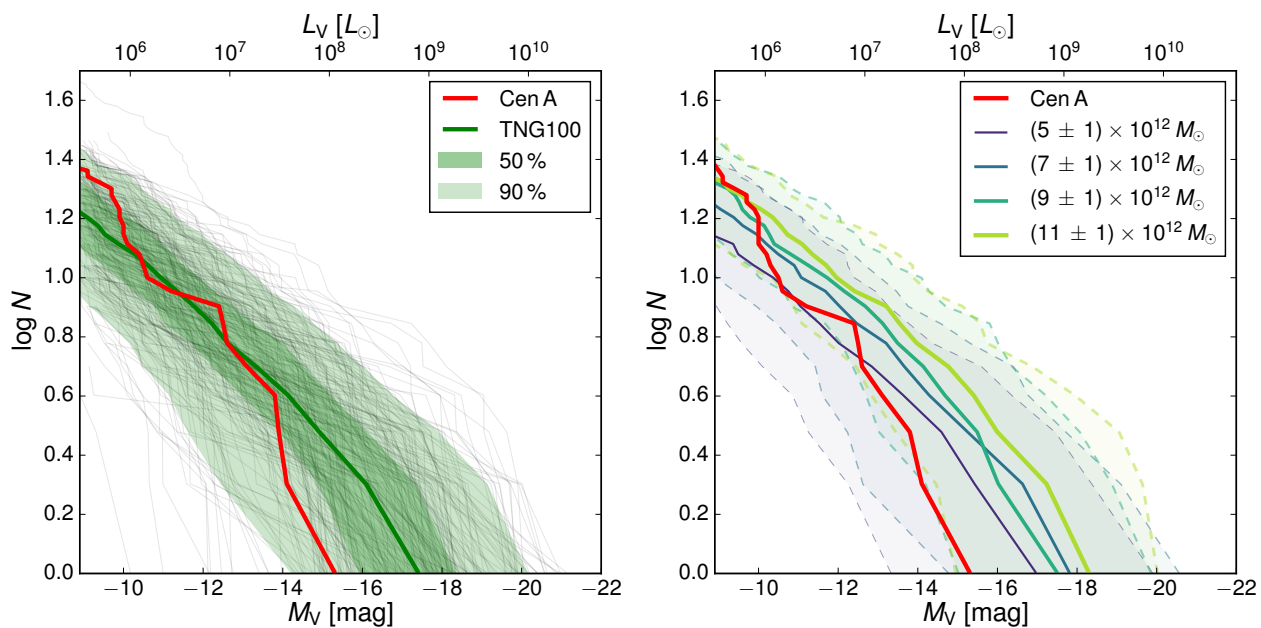 L_V [L_⊙]
10^6 10^7 10^8 10^9 10^10
1.6
1.4
1.2
1.0
0.8
0.6
0.4
0.2
0.0
log N
Cen A
TNG100
50 %
90 %
−10 −12 −14 −16 −18 −20 −22
M_V [mag]
L_V [L_⊙]
10^6 10^7 10^8 10^9 10^10
1.6
1.4
1.2
1.0
0.8
0.6
0.4
0.2
0.0
log N
Cen A
(5 ± 1) × 10^12 M_⊙
(7 ± 1) × 10^12 M_⊙
(9 ± 1) × 10^12 M_⊙
(11 ± 1) × 10^12 M_⊙
−10 −12 −14 −16 −18 −20 −22
M_V [mag]